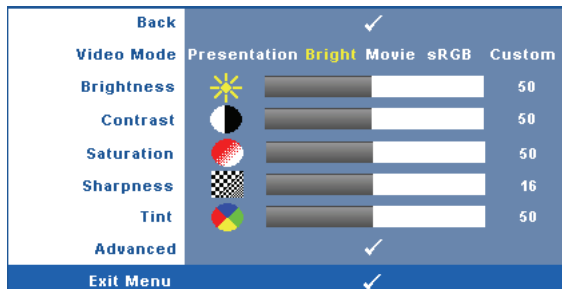 Back
Video Mode Presentation Bright Movie sRGB Custom
Brightness 50
Contrast 50
Saturation 50
Sharpness 16
Tint 50
Advanced
Exit Menu